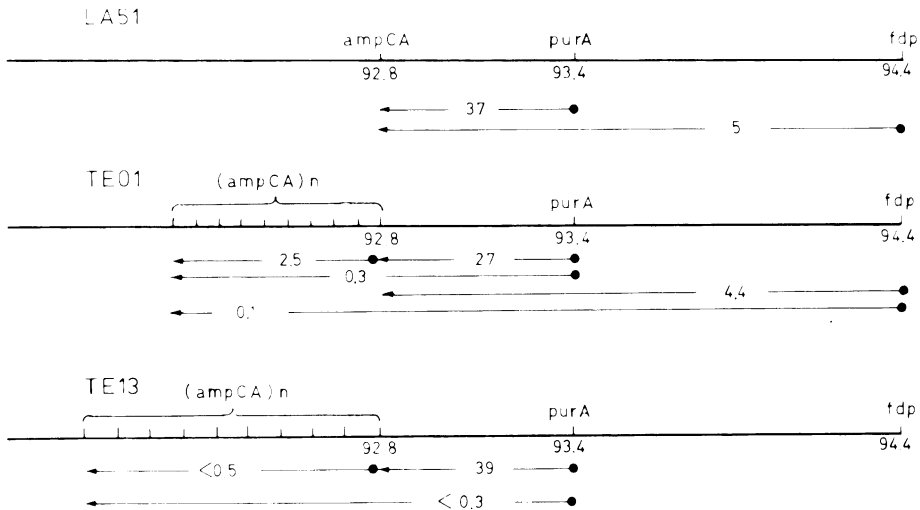 LA51
ampCA purA fdp
92.8 93.4 94.4
37
5
TE01
(ampCA)n
purA fdp
92.8 93.4 94.4
2.5 27
0.3
4.4
0.1
TE13
(ampCA)n
purA fdp
92.8 93.4 94.4
<0.5 39
<0.3